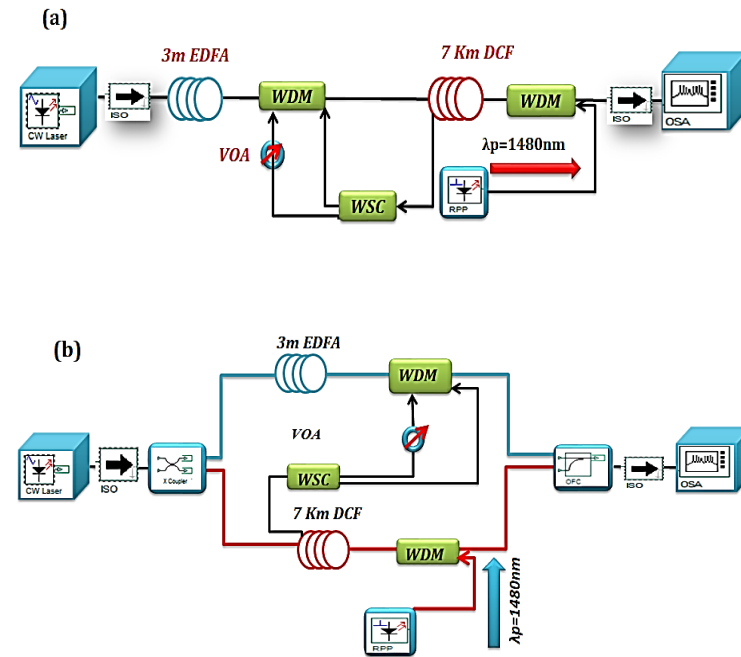 (a)
3m EDFA
7 Km DCF
CW Laser
ISO
WDM
WDM
ISO
OSA
VOA
λp=1480nm
WSC
RPP
(b)
3m EDFA
WDM
VOA
CW Laser
ISO
X Coupler
WSC
OFC
ISO
OSA
7 Km DCF
WDM
λp=1480nm
RPP